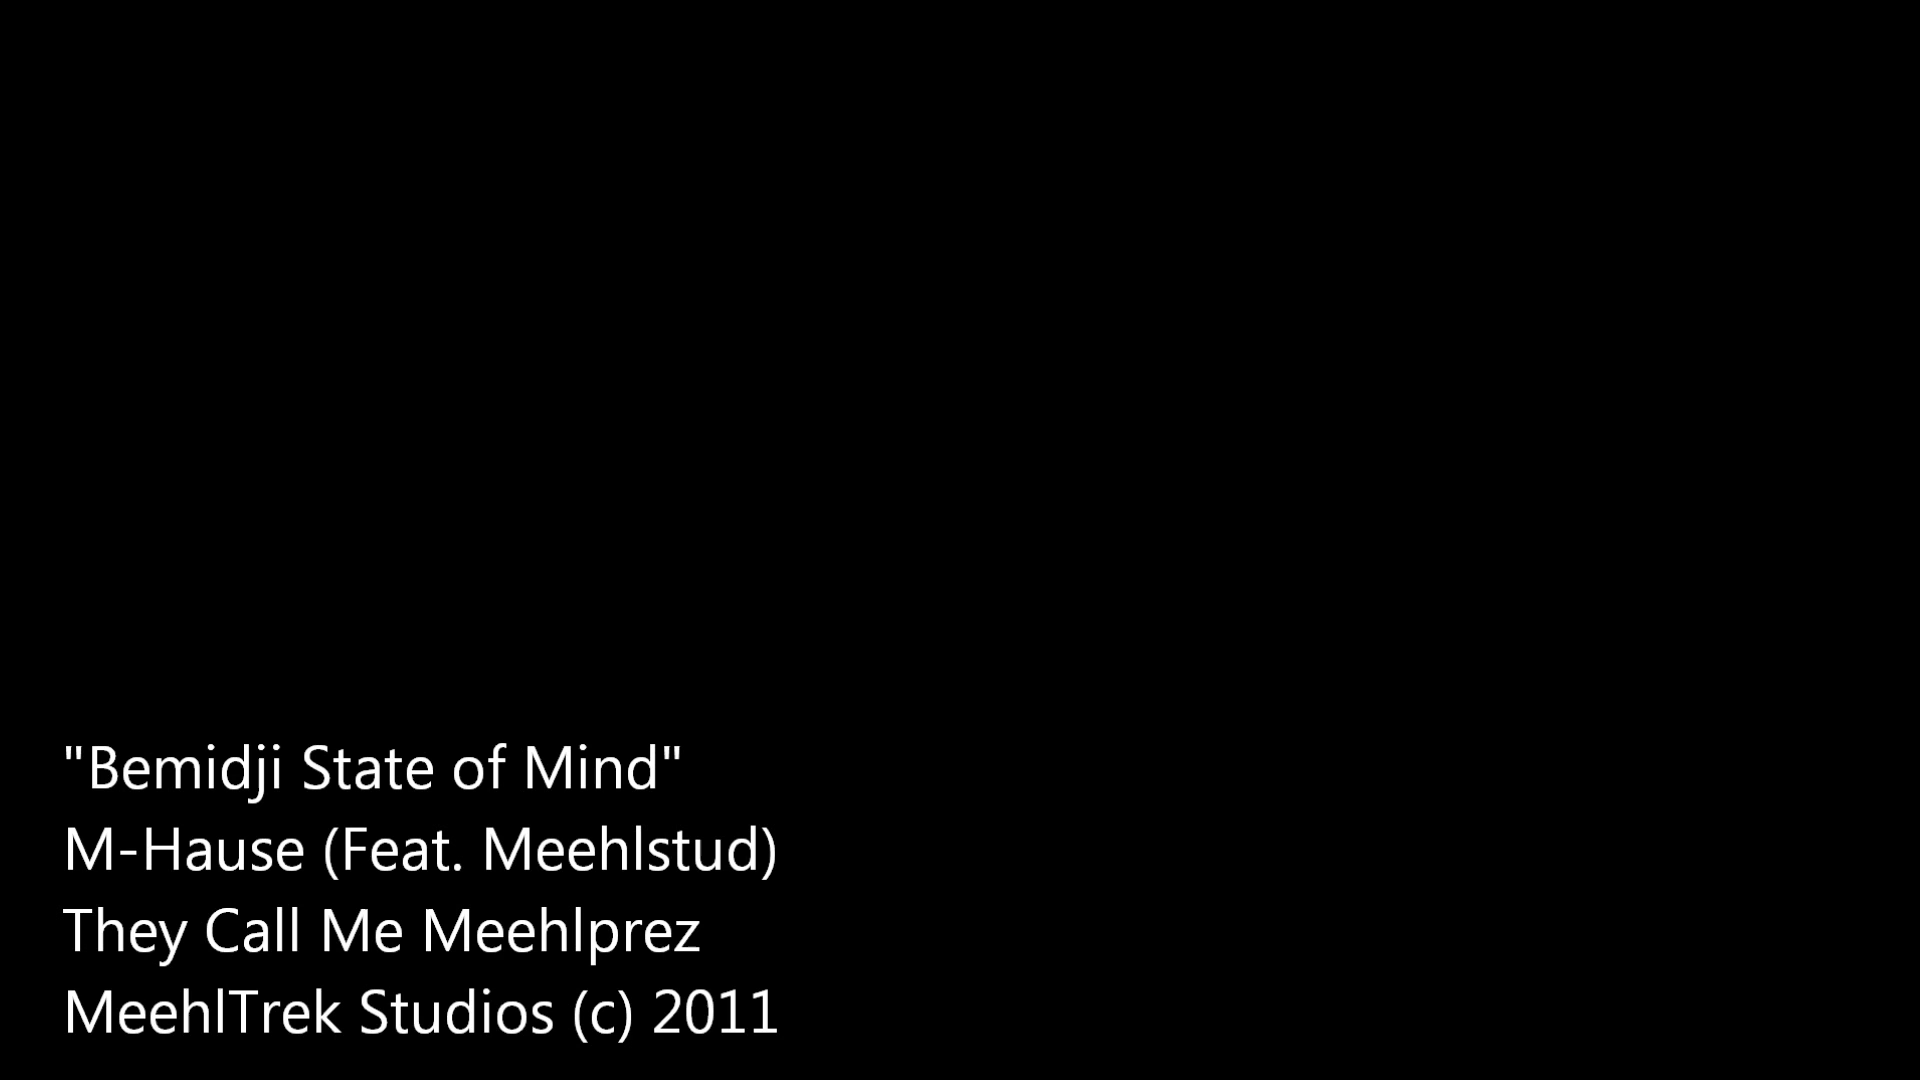 "Bemidji State of Mind"
M-Hause (Feat. Meehlstud)
They Call Me Meehlprez
MeehlTrek Studios (c) 2011